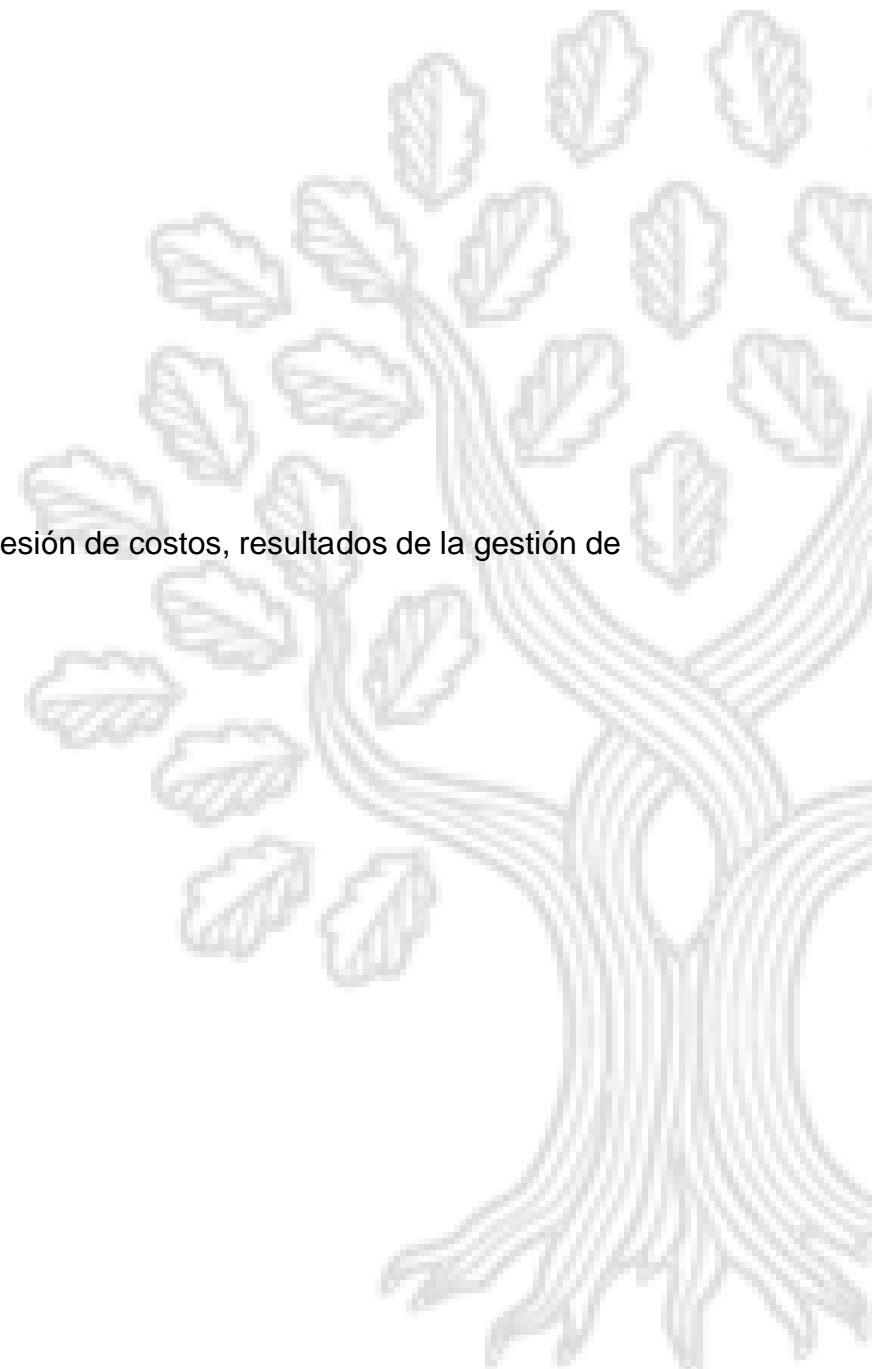 esión de costos, resultados de la gestión de